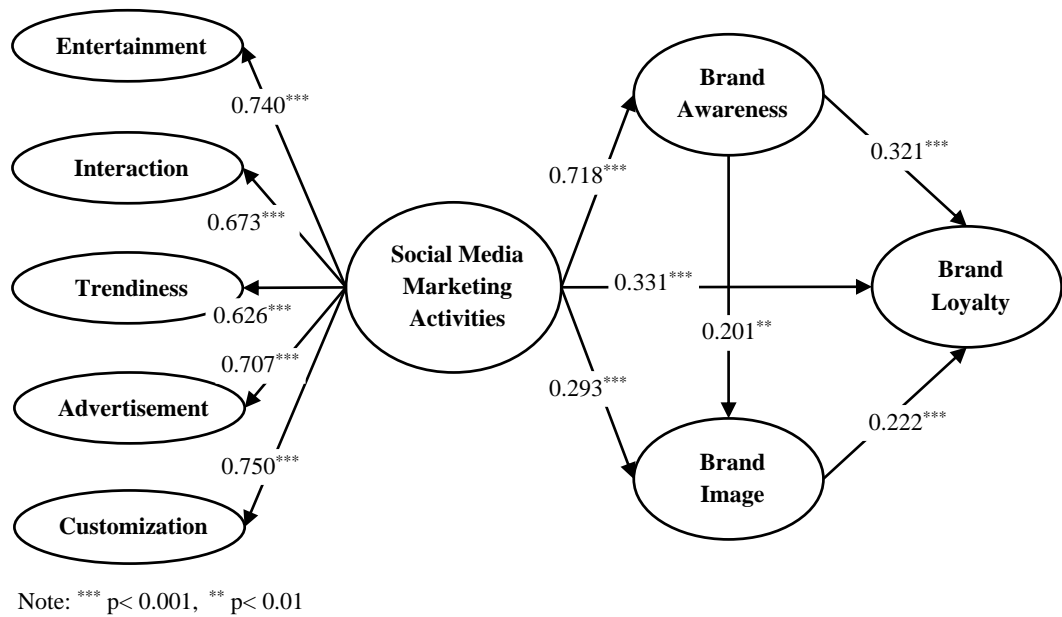 Entertainment
0.740***
Interaction
0.673***
Trendiness
0.626***
Advertisement
0.707***
Customization
0.750***
Social Media
Marketing
Activities
Brand
Awareness
0.718***
0.321***
0.331***
0.201**
0.293***
0.222***
Brand
Loyalty
Brand
Image
Note: *** p< 0.001, ** p< 0.01